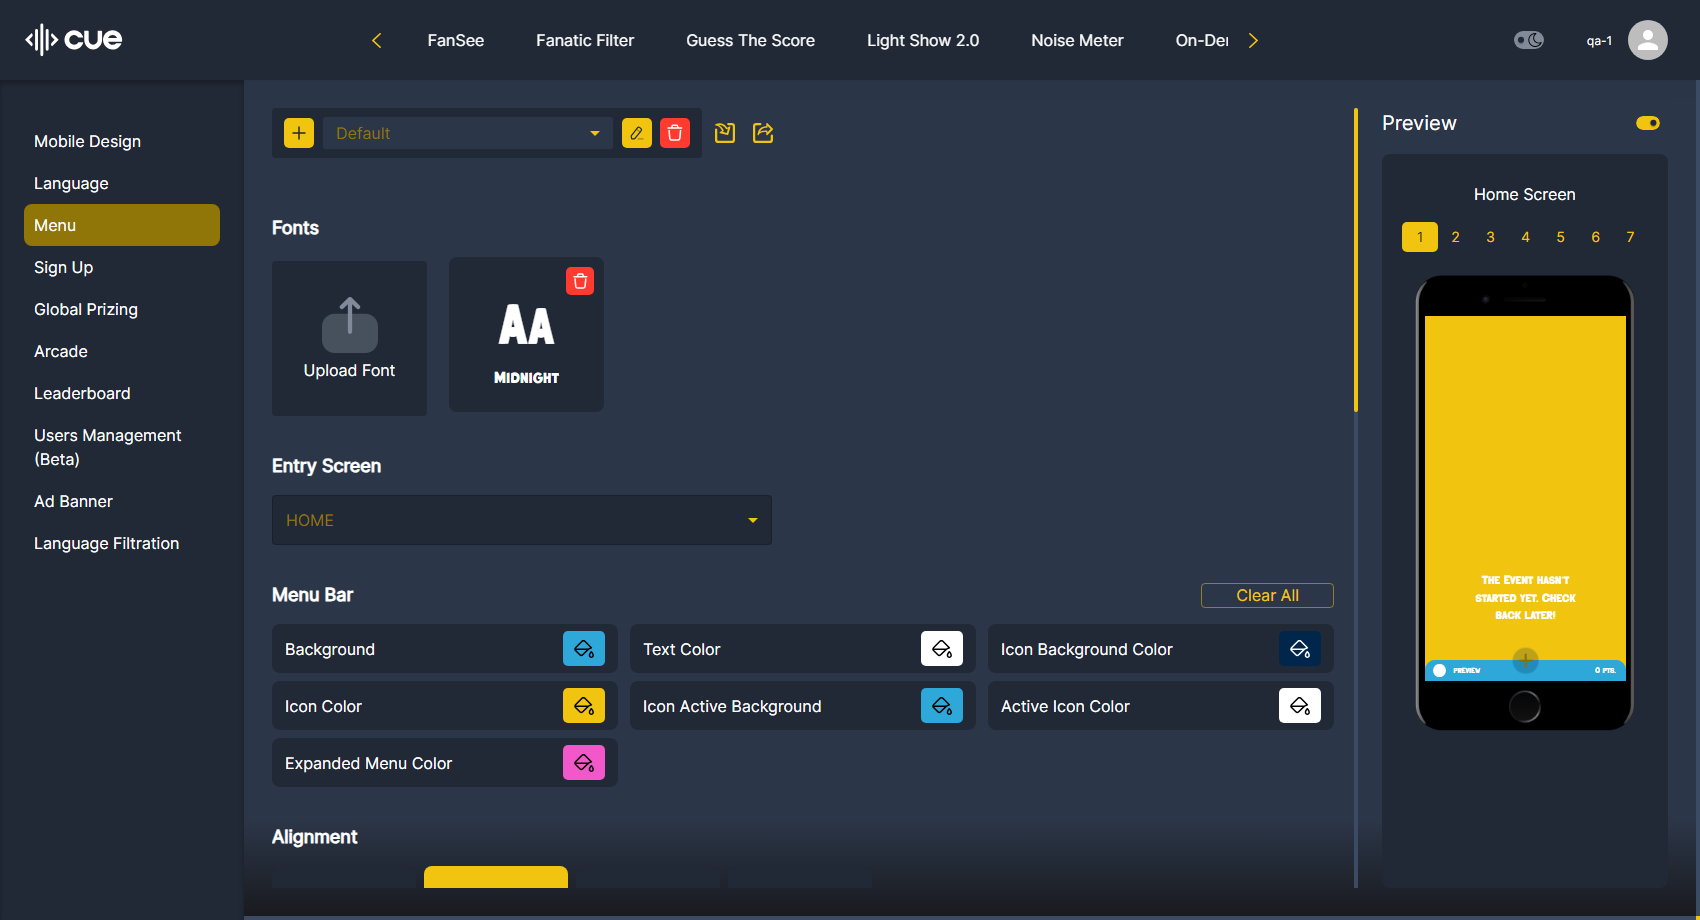 cue
FanSee
Fanatic Filter
Guess The Score
Light Show 2.0
Noise Meter
On-De
qa-1
Mobile Design
Language
Menu
Sign Up
Global Prizing
Arcade
Leaderboard
Users Management
(Beta)
Ad Banner
Language Filtration
Default
Fonts
Upload Font
AA
MIDNIGHT
Entry Screen
HOME
Menu Bar
Clear All
Background
Text Color
Icon Background Color
Icon Color
Icon Active Background
Active Icon Color
Expanded Menu Color
Alignment
Preview
Home Screen
1 2 3 4 5 6 7
THE EVENT HASN'T
STARTED YET. CHECK
BACK LATER!
PREVIEW
0 PTS.